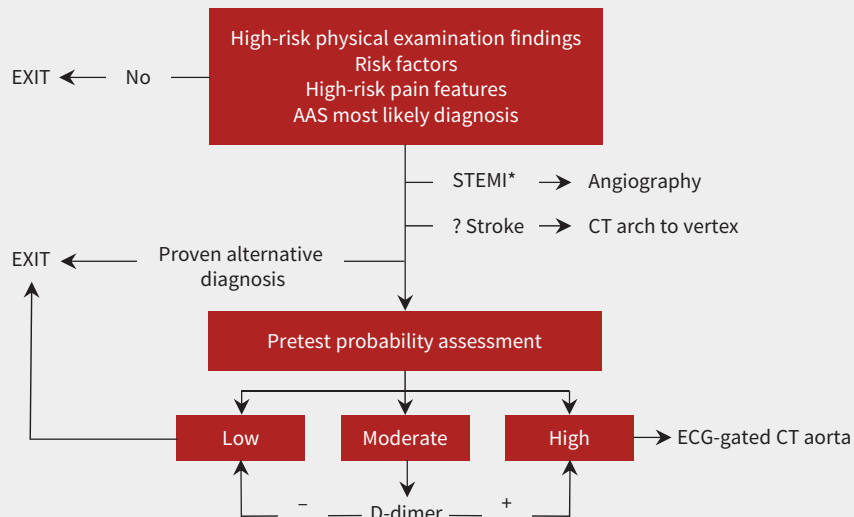 High-risk physical examination findings
Risk factors
High-risk pain features
AAS most likely diagnosis
EXIT
No
STEMI*
Angiography
? Stroke
CT arch to vertex
EXIT
Proven alternative
diagnosis
Pretest probability assessment
Low
Moderate
High
ECG-gated CT aorta
–
D-dimer
+